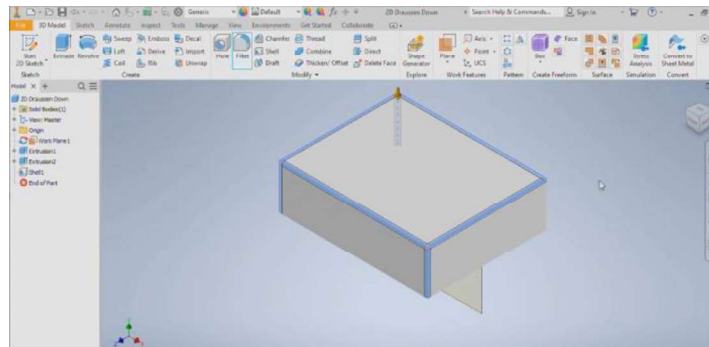 Generic
Default
2D Draussen Down
Search Help & Commands...
Sign In
File 3D Model Sketch Annotate Inspect Tools Manage View Environments Get Started Collaborate
Start
2D Sketch
Extrude Revolve
Sweep Emboss Decal
Loft Derive Import
Coil Rib Unwrap
Hole Fillet
Chamfer Thread Split
Shell Combine Direct
Draft Thicken/ Offset Delete Face
Shape
Generator
Plane
Axis
Point
UCS
Box
Face
Stress
Analysis
Convert to
Sheet Metal
Sketch Create Modify Explore Work Features Pattern Create Freeform Surface Simulation Convert
Model
2D Draussen Down
Solid Bodies(1)
View: Master
Origin
Work Plane1
Extrusion1
Extrusion2
Shell1
End of Part